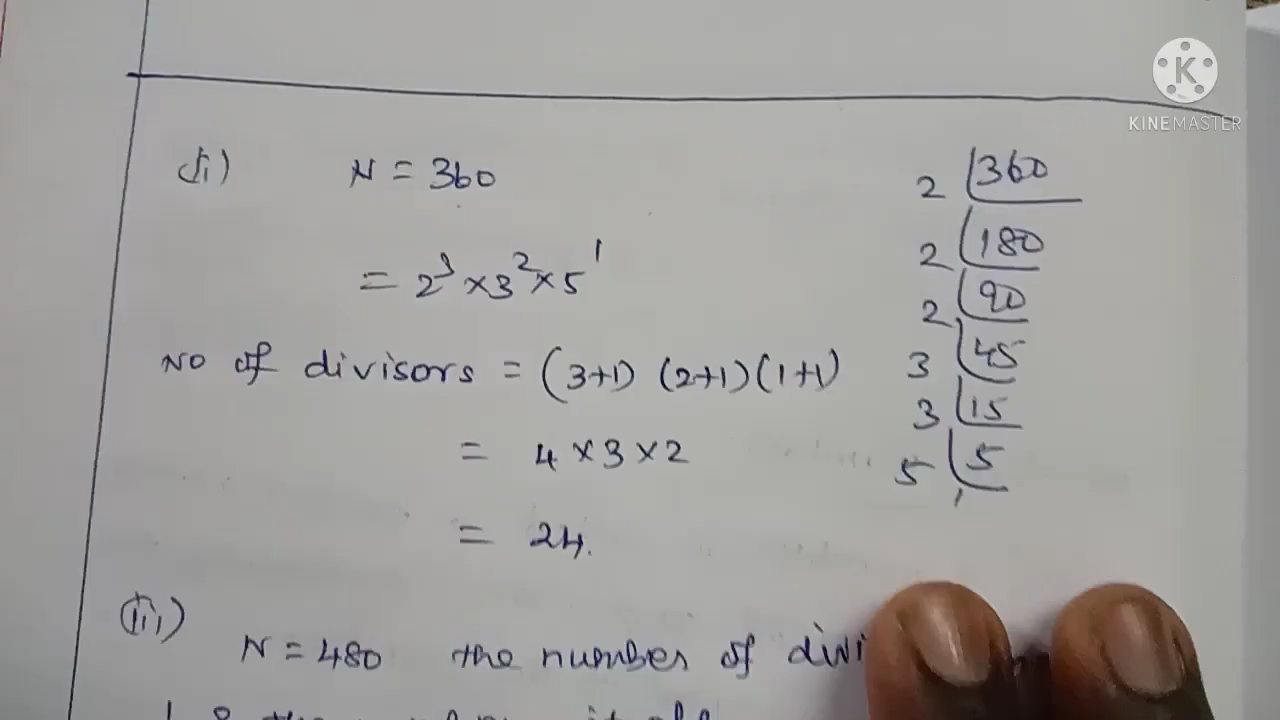 K
KINEMASTER
(ii) N = 360
= 2³ × 3² × 5¹
No of divisors = (3+1) (2+1) (1+1)
= 4 × 3 × 2
= 24.
2 | 360
2 | 180
2 | 90
3 | 45
3 | 15
5 | 5
1
(iii)
N = 480 the number of divi